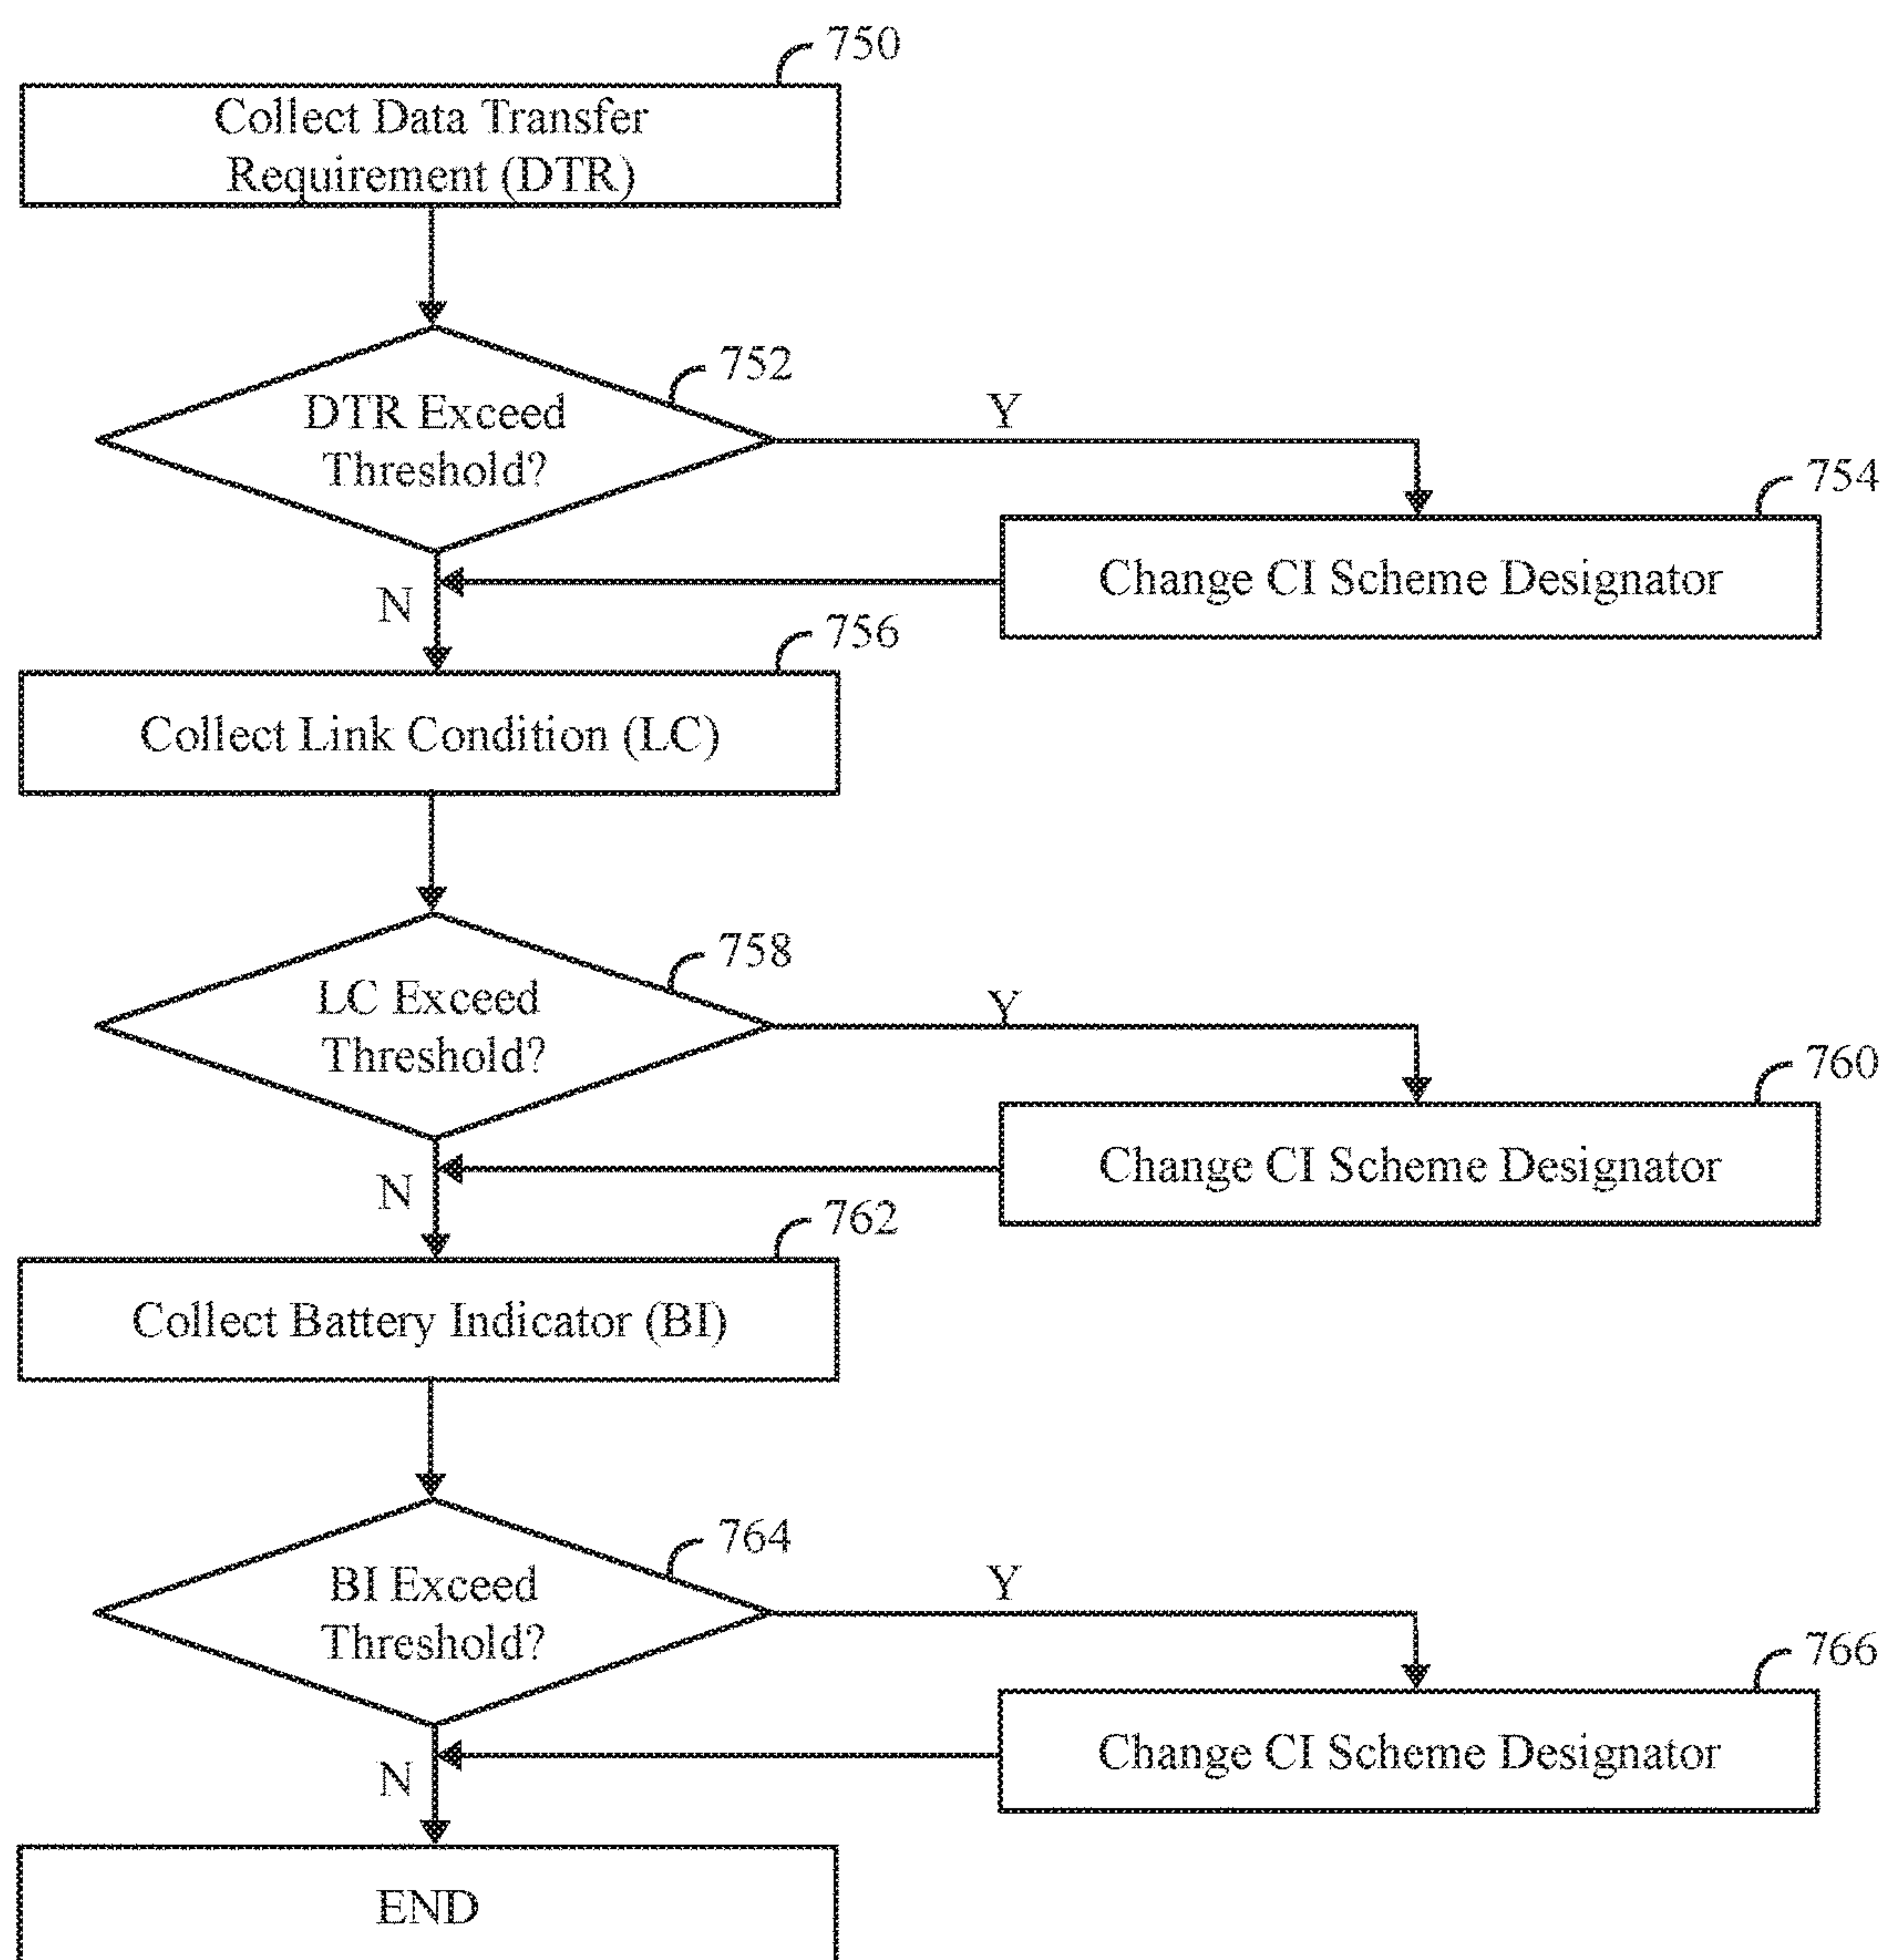 750
Collect Data Transfer
Requirement (DTR)
752
DTR Exceed
Threshold?
Y
754
Change CI Scheme Designator
N
756
Collect Link Condition (LC)
758
LC Exceed
Threshold?
Y
760
Change CI Scheme Designator
N
762
Collect Battery Indicator (BI)
764
BI Exceed
Threshold?
Y
766
Change CI Scheme Designator
N
END